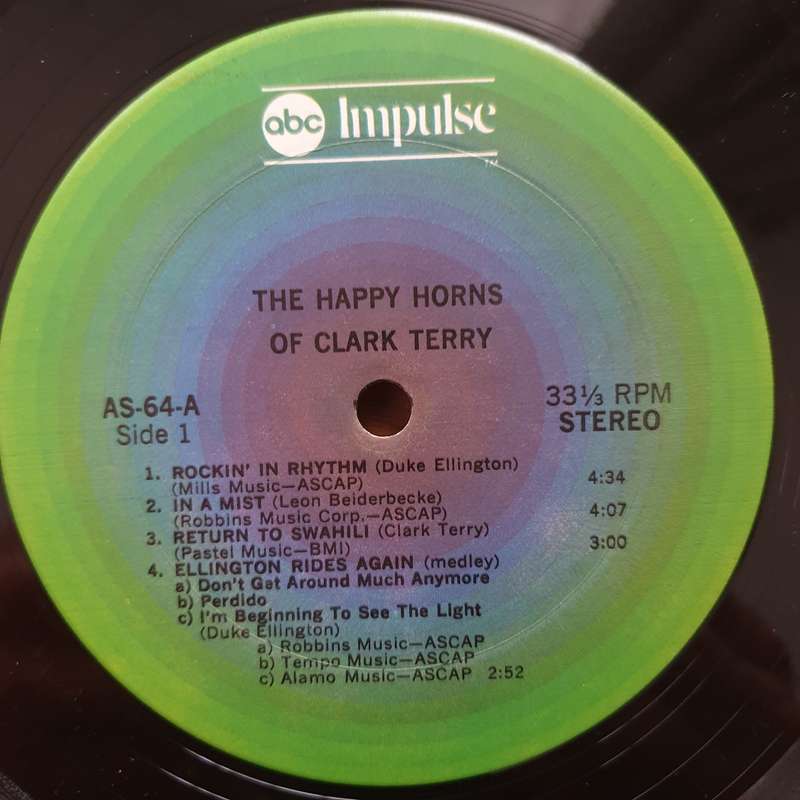 abc Impulse
TM
THE HAPPY HORNS
OF CLARK TERRY
AS-64-A
Side 1
33⅓ RPM
STEREO
1. ROCKIN' IN RHYTHM (Duke Ellington)
(Mills Music—ASCAP) 4:34
2. IN A MIST (Leon Beiderbecke)
(Robbins Music Corp.—ASCAP) 4:07
3. RETURN TO SWAHILI (Clark Terry)
(Pastel Music—BMI) 3:00
4. ELLINGTON RIDES AGAIN (medley)
a) Don't Get Around Much Anymore
b) Perdido
c) I'm Beginning To See The Light
(Duke Ellington)
a) Robbins Music—ASCAP
b) Tempo Music—ASCAP
c) Alamo Music—ASCAP 2:52